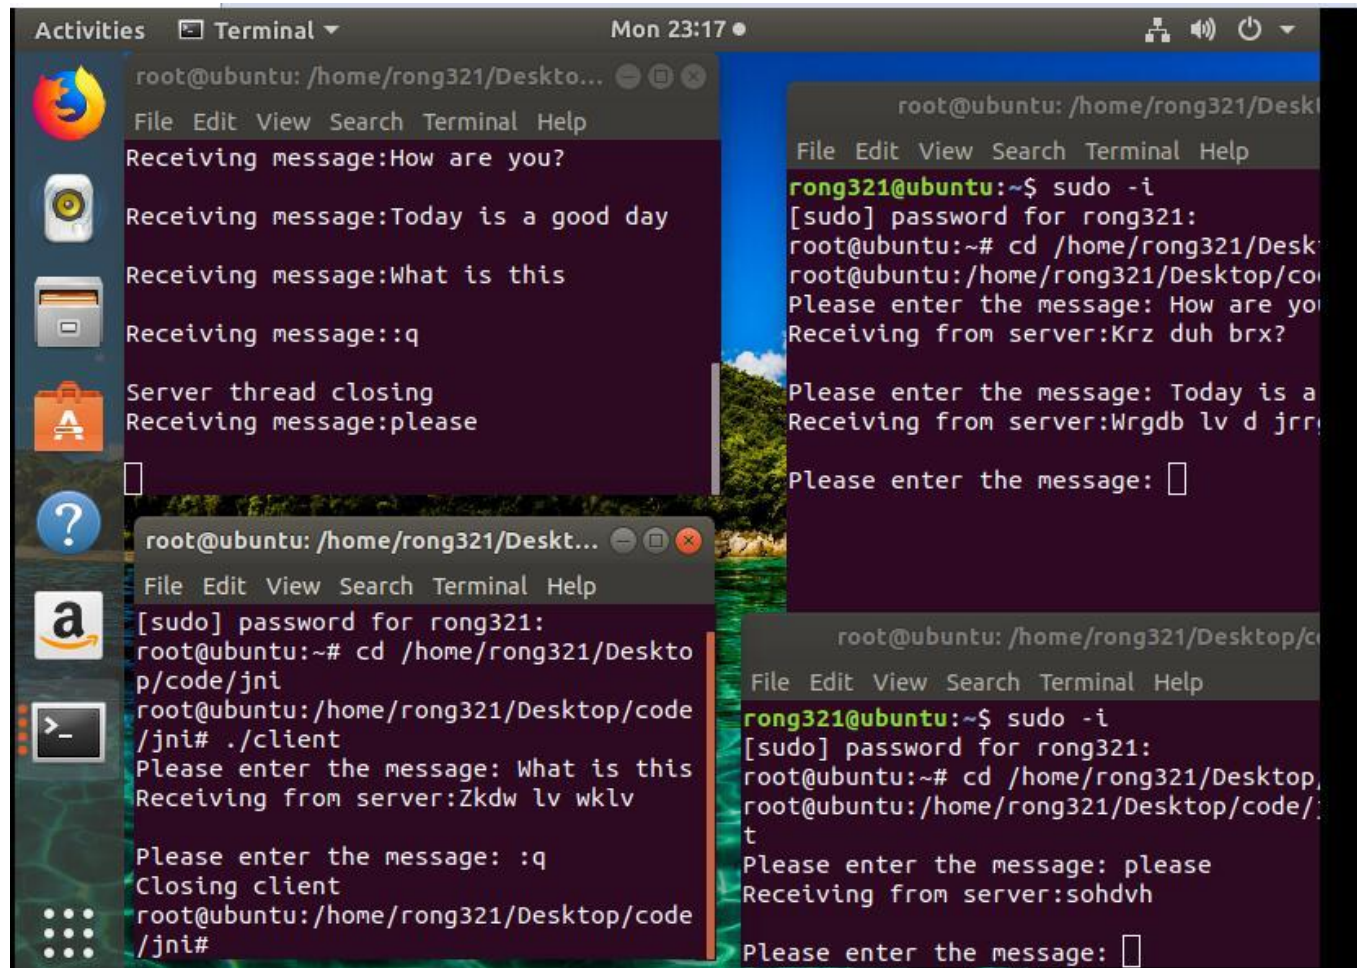 Activities Terminal Mon 23:17
root@ubuntu: /home/rong321/Deskto...
File Edit View Search Terminal Help
Receiving message:How are you?
Receiving message:Today is a good day
Receiving message:What is this
Receiving message::q
Server thread closing
Receiving message:please
root@ubuntu: /home/rong321/Deskt
File Edit View Search Terminal Help
rong321@ubuntu:~$ sudo -i
[sudo] password for rong321:
root@ubuntu:~# cd /home/rong321/Desk
root@ubuntu:/home/rong321/Desktop/co
Please enter the message: How are you
Receiving from server:Krz duh brx?
Please enter the message: Today is a
Receiving from server:Wrgdb lv d jrr
Please enter the message:
root@ubuntu: /home/rong321/Deskt...
File Edit View Search Terminal Help
[sudo] password for rong321:
root@ubuntu:~# cd /home/rong321/Deskto
p/code/jni
root@ubuntu:/home/rong321/Desktop/code
/jni# ./client
Please enter the message: What is this
Receiving from server:Zkdw lv wklv
Please enter the message: :q
Closing client
root@ubuntu:/home/rong321/Desktop/code
/jni#
root@ubuntu: /home/rong321/Desktop/c
File Edit View Search Terminal Help
rong321@ubuntu:~$ sudo -i
[sudo] password for rong321:
root@ubuntu:~# cd /home/rong321/Desktop/
root@ubuntu:/home/rong321/Desktop/code/
t
Please enter the message: please
Receiving from server:sohdvh
Please enter the message: